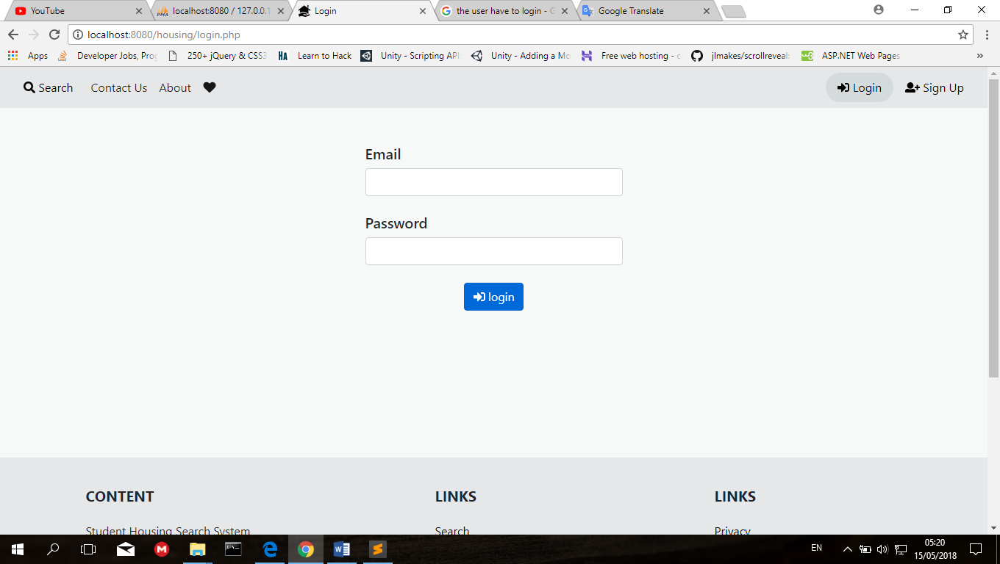 YouTube
localhost:8080 / 127.0.0.1
Login
the user have to login - G
Google Translate
localhost:8080/housing/login.php
Apps
Developer Jobs, Prog
250+ jQuery & CSS3
HA
Learn to Hack
Unity - Scripting API
Unity - Adding a Mo
Free web hosting - c
jlmakes/scrollreveal:
w3
ASP.NET Web Pages
»
Search
Contact Us
About
Login
Sign Up
Email
Password
login
CONTENT
LINKS
LINKS
Student Housing Search System
Search
Privacy
EN
05:20
15/05/2018